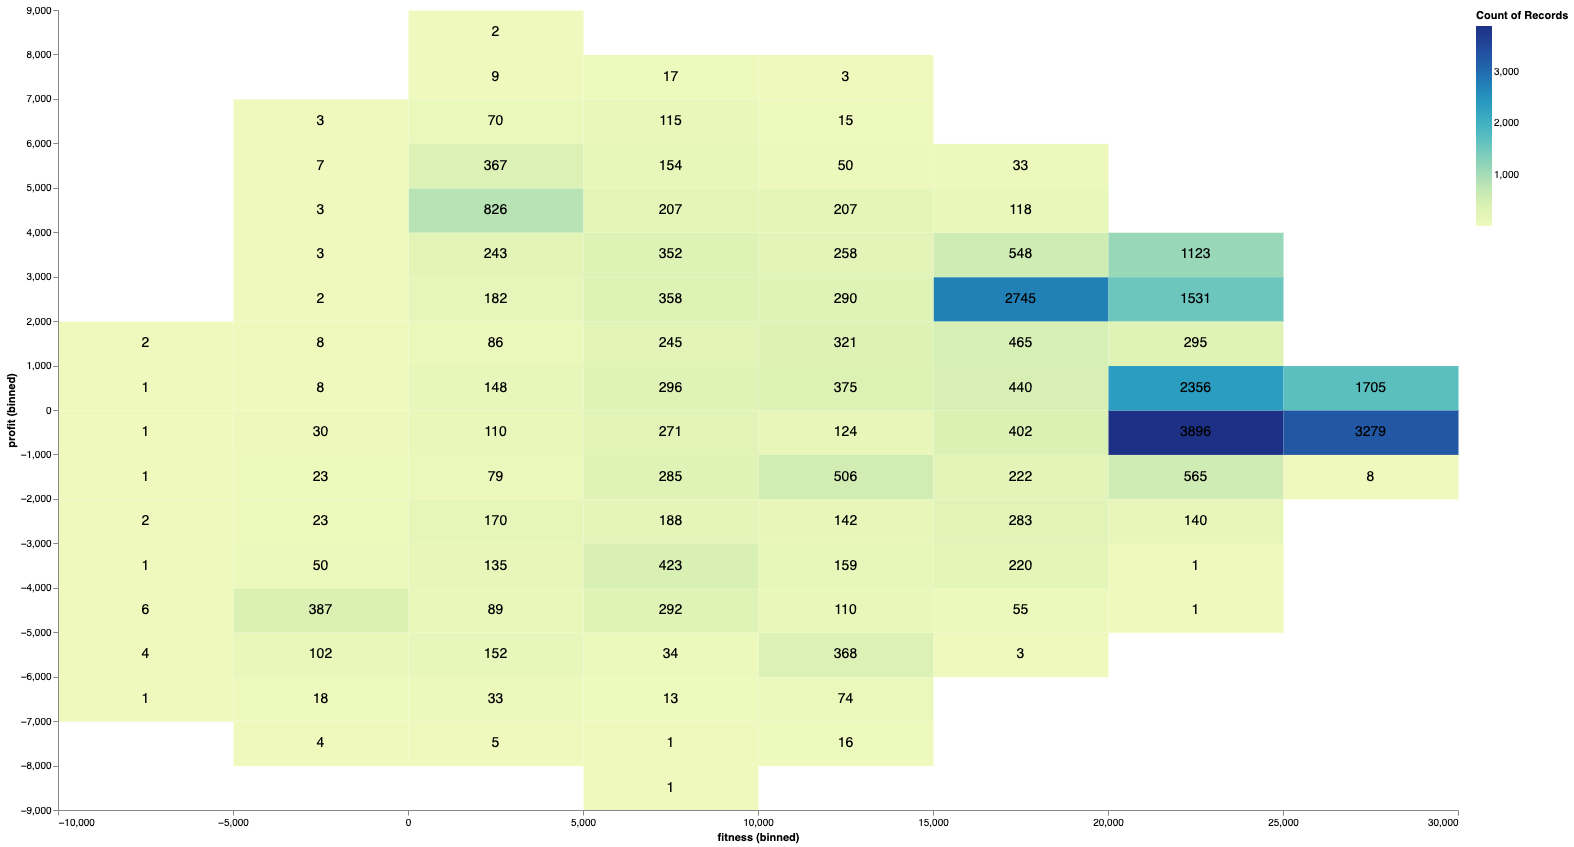 Count of Records
3,000
2,000
1,000
profit (binned)
9,000
2
8,000
9 17 3
7,000
3 70 115 15
6,000
7 367 154 50 33
5,000
3 826 207 207 118
4,000
3 243 352 258 548 1123
3,000
2 182 358 290 2745 1531
2,000
2 8 86 245 321 465 295
1,000
1 8 148 296 375 440 2356 1705
0
1 30 110 271 124 402 3896 3279
−1,000
1 23 79 285 506 222 565 8
−2,000
2 23 170 188 142 283 140
−3,000
1 50 135 423 159 220 1
−4,000
6 387 89 292 110 55 1
−5,000
4 102 152 34 368 3
−6,000
1 18 33 13 74
−7,000
4 5 1 16
−8,000
1
−9,000
−10,000 −5,000 0 5,000 10,000 15,000 20,000 25,000 30,000
fitness (binned)